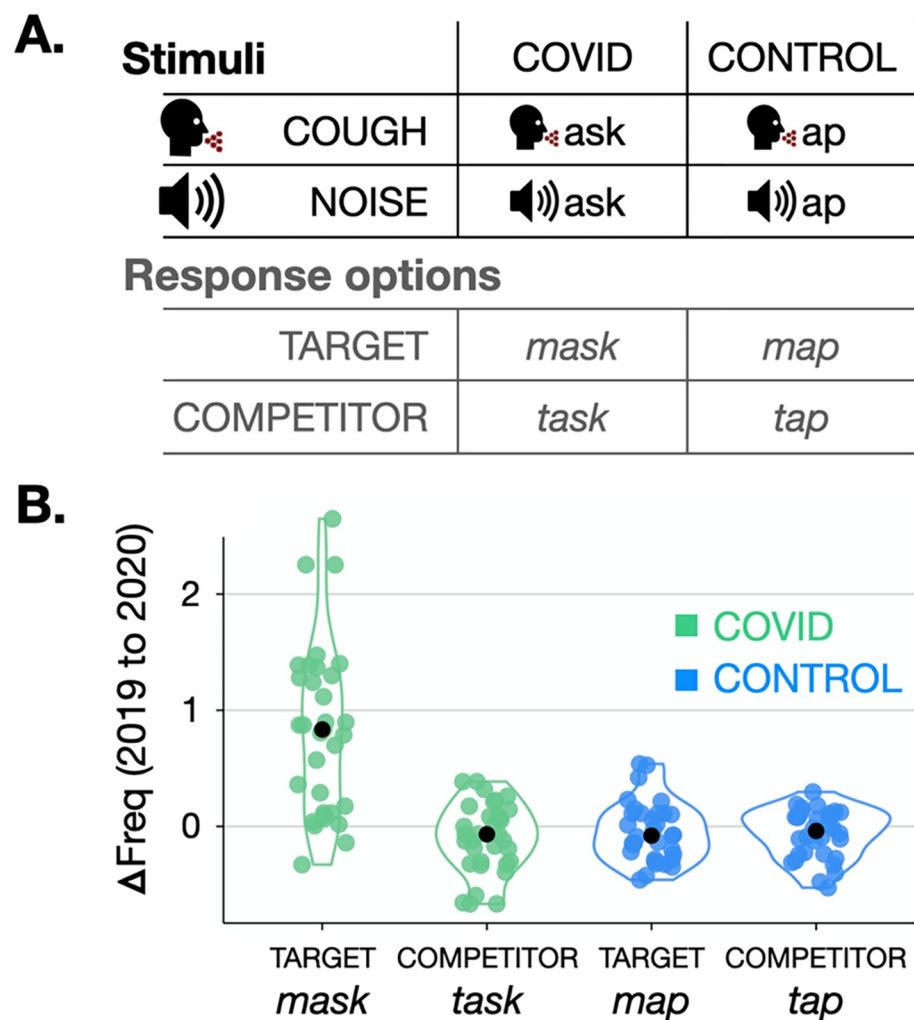 A.
Stimuli COVID CONTROL
COUGH ask ap
NOISE ask ap
Response options
TARGET mask map
COMPETITOR task tap
B.
ΔFreq (2019 to 2020)
2
1
0
COVID
CONTROL
TARGET COMPETITOR TARGET COMPETITOR
mask task map tap